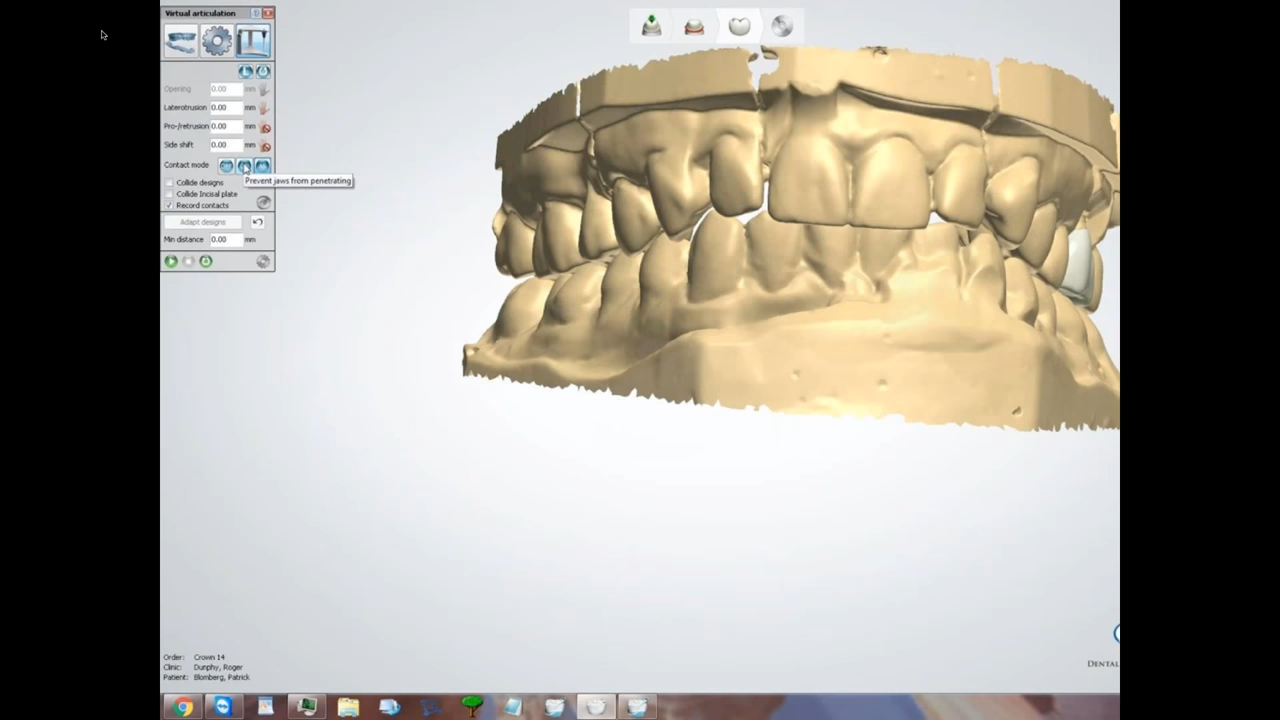 Virtual articulation
Opening 0.00 mm
Laterotrusion 0.00 mm
Pro-/retrusion 0.00 mm
Side shift 0.00 mm
Contact mode
Prevent jaws from penetrating
Collide designs
Collide Incisal plate
Record contacts
Adapt designs
Min distance 0.00 mm
Order: Crown 14
Clinic: Dunphy, Roger
Patient: Blomberg, Patrick
DENTAL